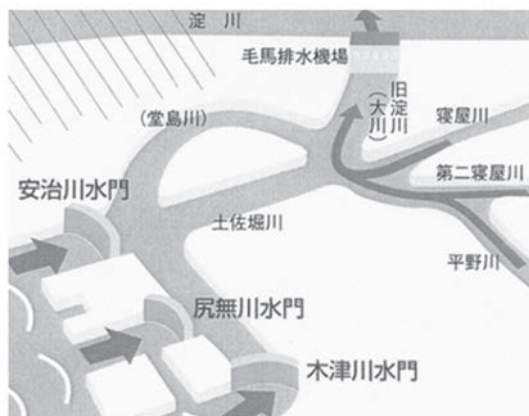 淀川
毛馬排水機場
旧淀川
(大川)
寝屋川
(堂島川)
第二寝屋川
安治川水門
土佐堀川
平野川
尻無川水門
木津川水門